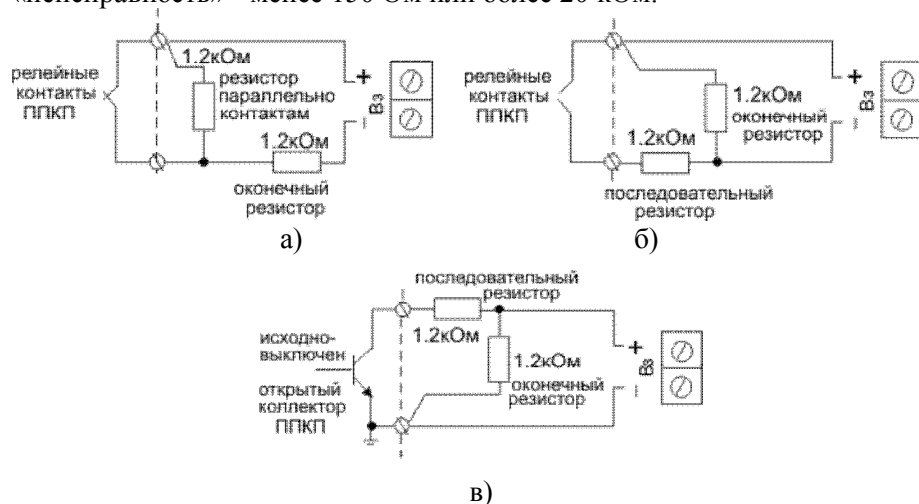 «неисправность» - менее 150 Ом или более 20 кОм.
1.2кОм
релейные
контакты
ППКП
резистор
параллельно
контактам
+
Вз
–
1.2кОм
оконечный
резистор
а)
релейные
контакты
ППКП
1.2кОм
оконечный
резистор
+
Вз
–
1.2кОм
последовательный
резистор
б)
последовательный
резистор
1.2кОм
исходно-
выключен
открытый
коллектор
ППКП
1.2кОм
оконечный
резистор
+
Вз
–
в)